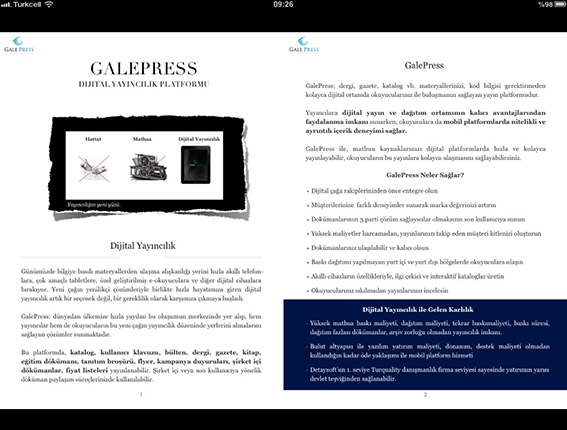 Turkcell
09:26
%98
GALE PRESS
GALEPRESS
DIJITAL YAYINCILIK PLATFORMU
Hattat
Matbaa
Dijital Yayıncılık
Yayıncılığın yeni yüzü.
Dijital Yayıncılık
Günümüzde bilgiye basılı materyallerden ulaşma alışkanlığı yerini hızla akıllı telefon-
lara, çok amaçlı tabletlere, özel geliştirilmiş e-okuyuculara ve diğer dijital cihazlara
bırakıyor. Yeni çağın yenilikçi çözümleriyle birlikte hızla hayatımıza giren dijital
yayıncılık artık bir seçenek değil, bir gereklilik olarak karşımıza çıkmaya başladı.
GalePress; dünyadan ülkemize hızla yayılan bu oluşumun merkezinde yer alıp, hem
yayıncılar hem de okuyucuların bu yeni çağın yayıncılık düzeninde yerlerini almalarını
sağlayan çözümler sunmaktadır.
Bu platformda, katalog, kullanıcı klavuzu, bülten, dergi, gazete, kitap,
eğitim dökümanı, tanıtım broşürü, flyer, kampanya duyuruları, şirket içi
dökümanlar, fiyat listeleri yayınlanabilir. Şirket içi veya son kullanıcıya yönelik
döküman paylaşım süreçlerinizde kullanılabilir.
1
GALE PRESS
GalePress
GalePress; dergi, gazete, katalog vb. materyallerinizi, kod bilgisi gerektirmeden
kolayca dijital ortamda okuyucularınız ile buluşmanızı sağlayan yayın platformudur.
Yayıncılara dijital yayın ve dağıtım ortamının kalıcı avantajlarından
faydalanma imkanı sunarken, okuyuculara da mobil platformlarda nitelikli ve
ayrıntılı içerik deneyimi sağlar.
GalePress ile, matbuu kaynaklarınızı dijital platformlarda hızla ve kolayca
yayınlayabilir, okuyucuların bu yayınlara kolayca ulaşmasını sağlayabilirsiniz.
GalePress Neler Sağlar?
• Dijital çağa rakiplerinizden önce entegre olun
• Müşterilerinize farklı deneyimler sunarak marka değerinizi artırın
• Dokümanlarınızı 3.parti çözüm sağlayıcılar olmaksızın son kullanıcıya sunun
• Yüksek maliyetler harcamadan, yayınlarının takip eden müşteri kitlenizi oluşturun
• Dokümanlarınız ulaşılabilir ve kalıcı olsun
• Baskı dağıtımı yapılmayan yurt içi ve yurt dışı bölgelerde okuyuculara ulaşın
• Akıllı cihazların özellikleriyle, ilgi çekici ve interaktif kataloglar üretin
• Okuyucularınız sıkılmadan yayınlarınızı incelesin
Dijital Yayıncılık ile Gelen Karlılık
- Yüksek matbaa baskı maliyeti, dağıtım maliyeti, tekrar baskımaliyeti, baskı süresi,
dağıtım zorlukları olmadan, arşiv dokümanları imkanı.
- Bulut altyapısı ile yazılım yatırım maliyeti, donanım, destek maliyeti olmadan
kullandığın kadar öde yaklaşımı ile mobil platform hizmeti
- Detaysoft'un 1. seviye Turquality danışmanlık firma seviyesi sayesinde yatırımın yarısı
devlet teşviğinden sağlanabilir.
2